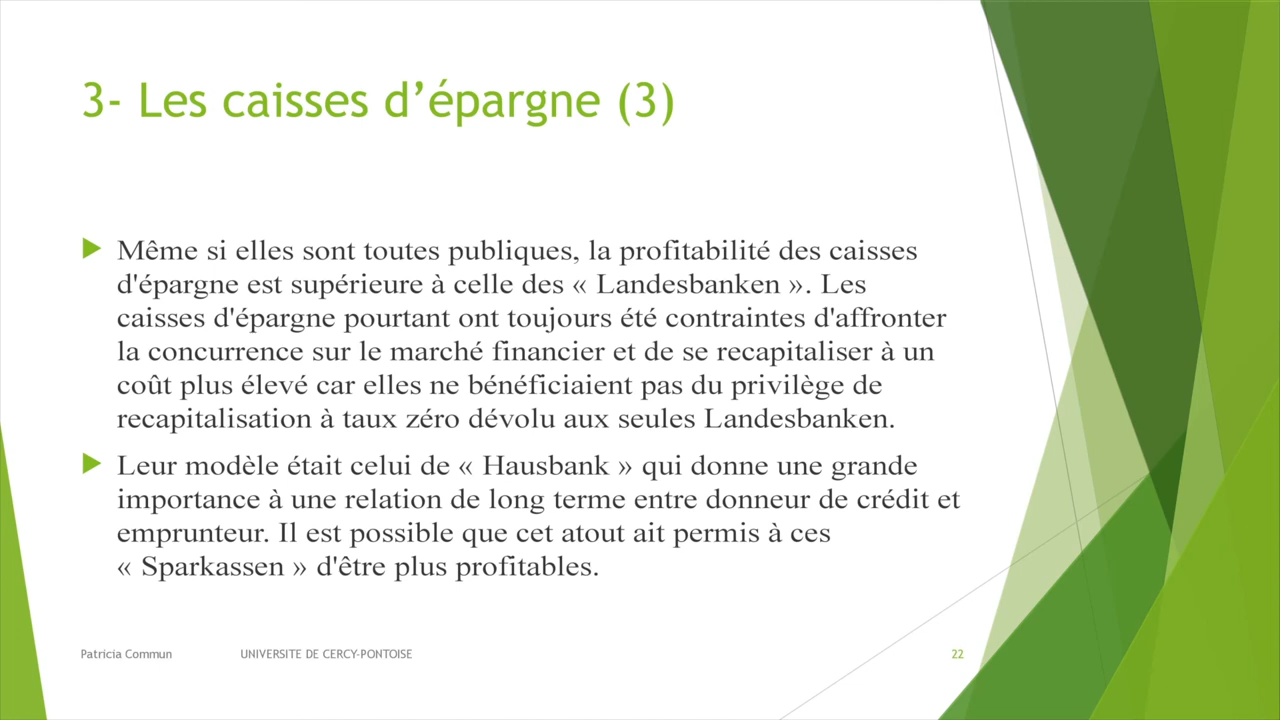 3- Les caisses d’épargne (3)
Même si elles sont toutes publiques, la profitabilité des caisses
d'épargne est supérieure à celle des « Landesbanken ». Les
caisses d'épargne pourtant ont toujours été contraintes d'affronter
la concurrence sur le marché financier et de se recapitaliser à un
coût plus élevé car elles ne bénéficiaient pas du privilège de
recapitalisation à taux zéro dévolu aux seules Landesbanken.
Leur modèle était celui de « Hausbank » qui donne une grande
importance à une relation de long terme entre donneur de crédit et
emprunteur. Il est possible que cet atout ait permis à ces
« Sparkassen » d'être plus profitables.
Patricia Commun UNIVERSITE DE CERCY-PONTOISE 22